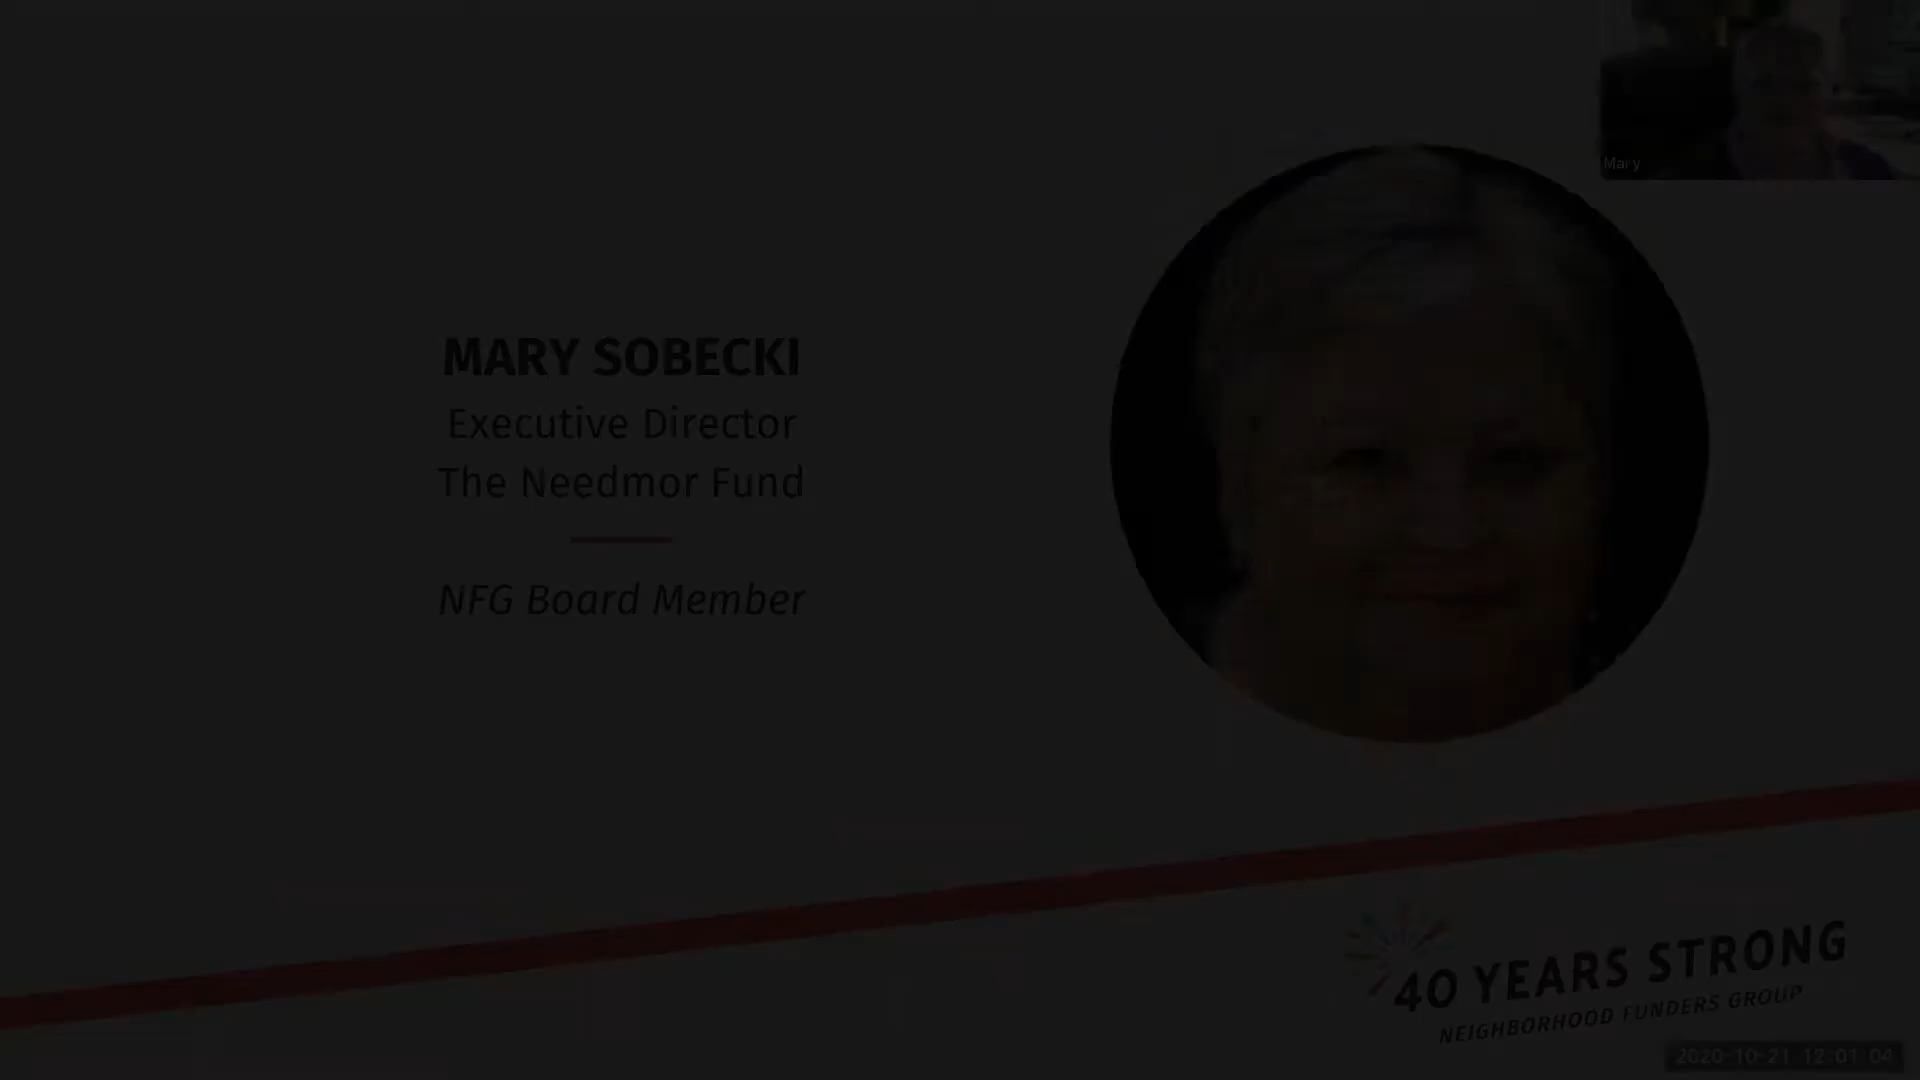 Mary
MARY SOBECKI
Executive Director
The Needmor Fund
NFG Board Member
40 YEARS STRONG
NEIGHBORHOOD FUNDERS GROUP
2020-10-21 12:01:04